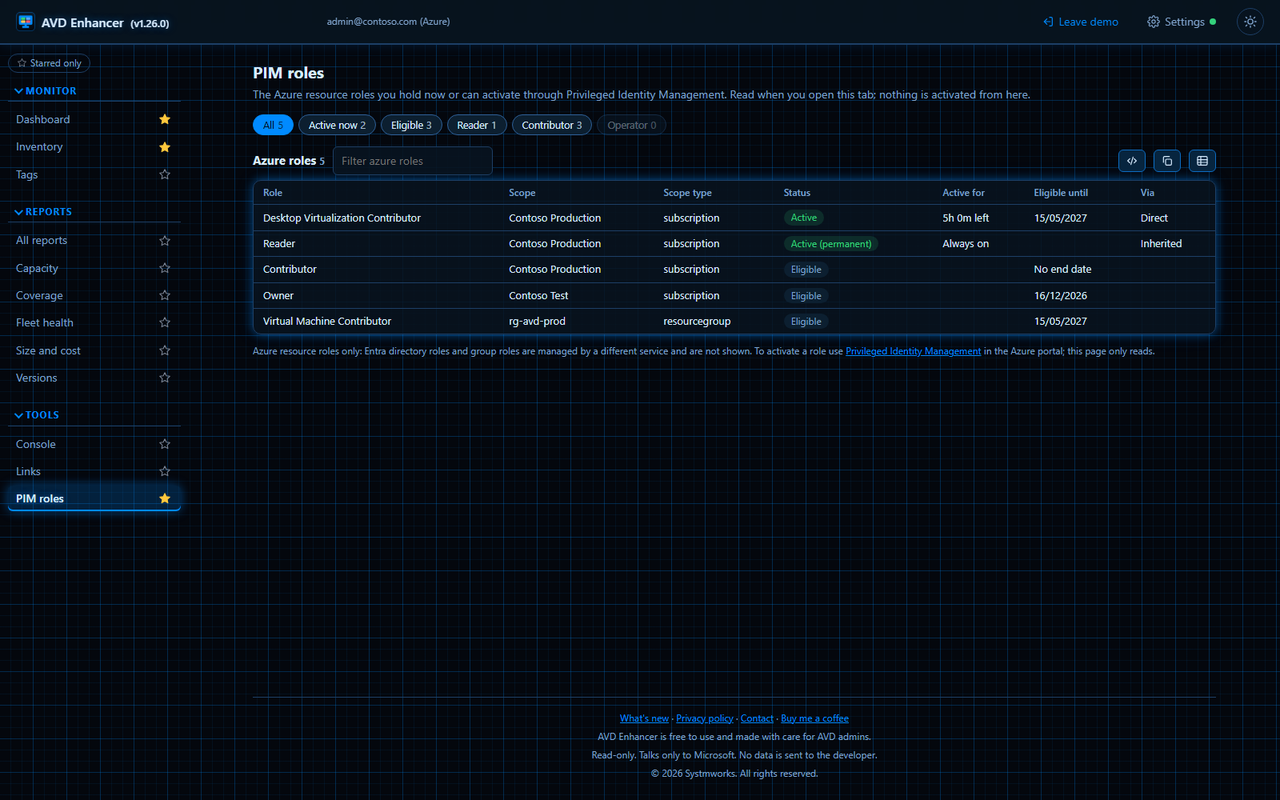 AVD Enhancer (v1.26.0)
admin@contoso.com (Azure)
Leave demo
Settings
Starred only
MONITOR
Dashboard
Inventory
Tags
REPORTS
All reports
Capacity
Coverage
Fleet health
Size and cost
Versions
TOOLS
Console
Links
PIM roles
PIM roles
The Azure resource roles you hold now or can activate through Privileged Identity Management. Read when you open this tab; nothing is activated from here.
All 5 Active now 2 Eligible 3 Reader 1 Contributor 3 Operator 0
Azure roles 5 Filter azure roles
Role Scope Scope type Status Active for Eligible until Via
Desktop Virtualization Contributor Contoso Production subscription Active 5h 0m left 15/05/2027 Direct
Reader Contoso Production subscription Active (permanent) Always on Inherited
Contributor Contoso Production subscription Eligible No end date
Owner Contoso Test subscription Eligible 16/12/2026
Virtual Machine Contributor rg-avd-prod resourcegroup Eligible 15/05/2027
Azure resource roles only: Entra directory roles and group roles are managed by a different service and are not shown. To activate a role use Privileged Identity Management in the Azure portal; this page only reads.
What's new · Privacy policy · Contact · Buy me a coffee
AVD Enhancer is free to use and made with care for AVD admins.
Read-only. Talks only to Microsoft. No data is sent to the developer.
© 2026 Systmworks. All rights reserved.